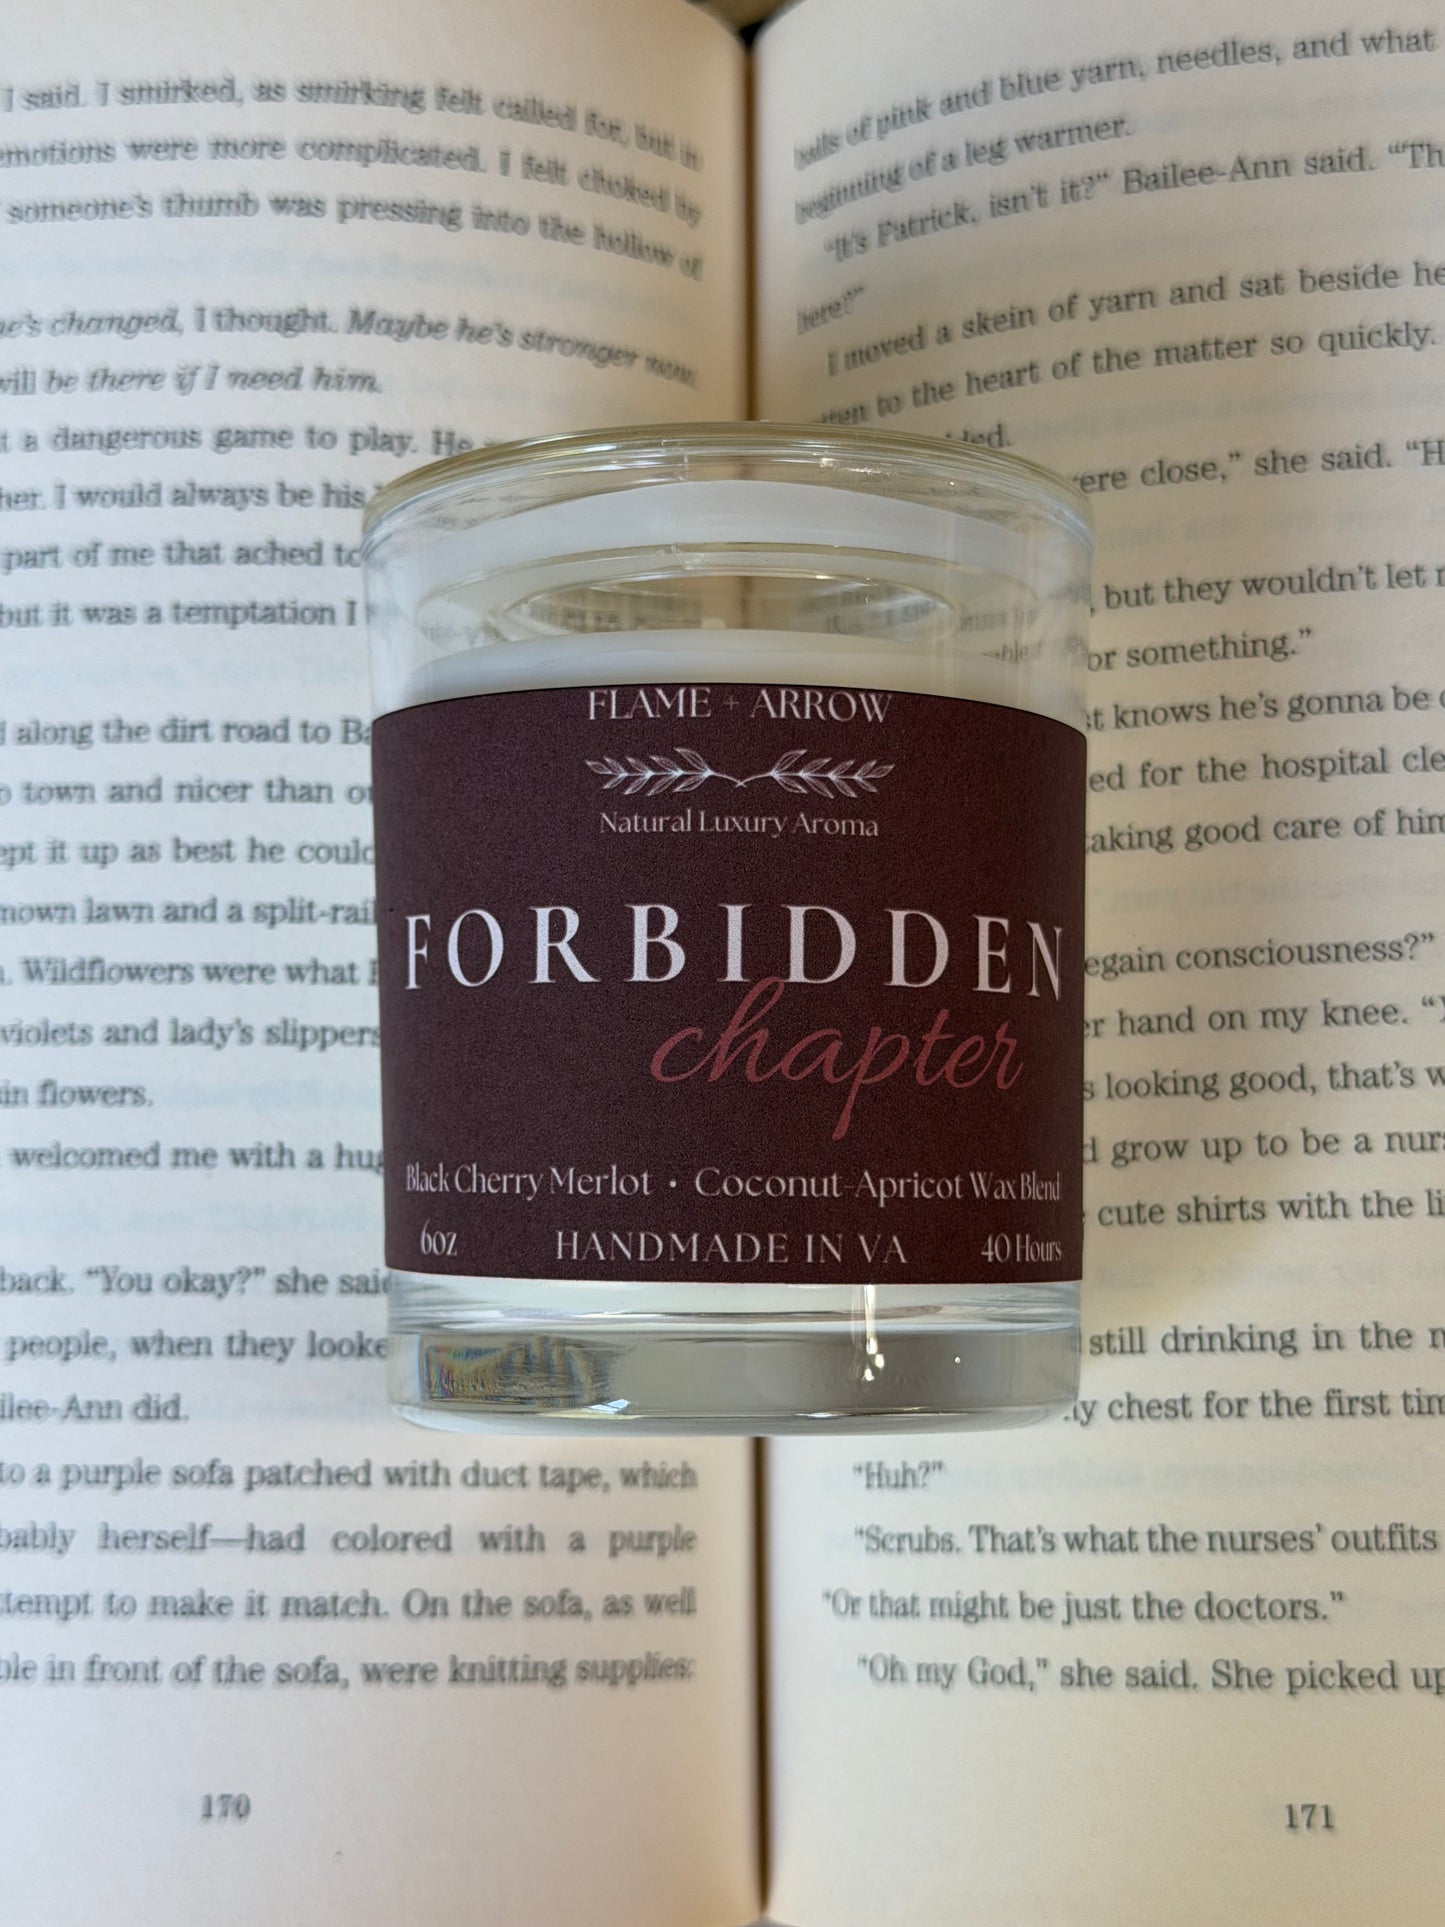 I said. I smirked, as smirking felt called for, but
emotions were more complicated. I felt choked by
someone's thumb was pressing into the hollow of
he's changed, I thought. Maybe he's stronger now.
will be there if I need him.
a dangerous game to play. He
her. I would always be his
part of me that ached to
but it was a temptation I
along the dirt road to
town and nicer than
kept it up as best he could
mown lawn and a split-rail
Wildflowers were what
violets and lady's slippers
in flowers.
welcomed me with a hug
back. "You okay?" she said
people, when they looke
ilee-Ann did.
to a purple sofa patched with duct tape, which
bably herself—had colored with a purple
ttempt to make it match. On the sofa, as well
ble in front of the sofa, were knitting supplies:
170
balls of pink and blue yarn, needles, and what
beginning of a leg warmer.
"It's Patrick, isn't it?" Bailee-Ann said. "Th
here?"
I moved a skein of yarn and sat beside he
to the heart of the matter so quickly.
ere close," she said. "H
, but they wouldn't let
or something."
knows he's gonna be
ed for the hospital cle
taking good care of him
egain consciousness?"
er hand on my knee. "
looking good, that's w
d grow up to be a nur
cute shirts with the li
still drinking in the
y chest for the first tim
"Huh?"
"Scrubs. That's what the nurses' outfits
"Or that might be just the doctors."
"Oh my God," she said. She picked up
171
FLAME + ARROW
Natural Luxury Aroma
FORBIDDEN
chapter
Black Cherry Merlot • Coconut-Apricot Wax Blend
6oz HANDMADE IN VA 40 Hours